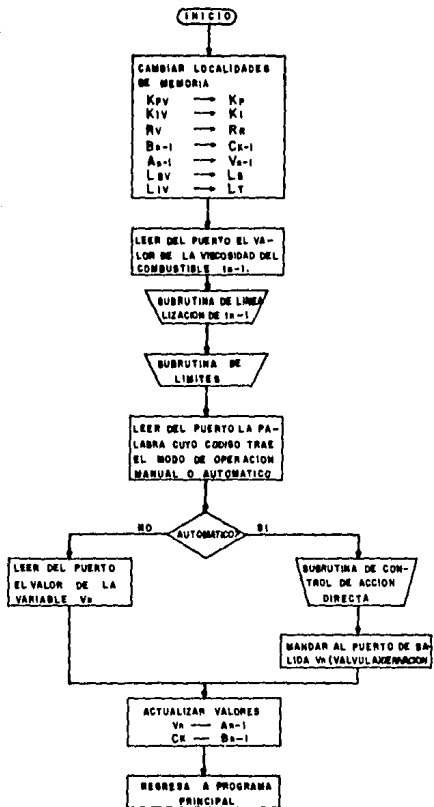 INICIO
CAMBIAR LOCALIDADES
DE MEMORIA
KPV → KP
KIV → KI
RV → RR
Bn-1 → CK-1
An-1 → Vn-1
LSV → LS
LIV → LT
LEER DEL PUERTO EL VA-
LOR DE LA VISCOSIDAD DEL
COMBUSTIBLE In-1.
SUBRUTINA DE LINEA
LIZACION DE In-1
SUBRUTINA DE
LIMITES
LEER DEL PUERTO LA PA-
LABRA CUYO CODIGO TRAE
EL MODO DE OPERACION
MANUAL O AUTOMATICO
NO
AUTOMATICO?
SI
LEER DEL PUERTO
EL VALOR DE LA
VARIABLE Vn
SUBRUTINA DE CON-
TROL DE ACCION
DIRECTA
MANDAR AL PUERTO DE SA-
LIDA Vn (VALVULA
ACTUALIZAR VALORES
Vn — An-1
CK — Bn-1
REGRESA A PROGRAMA
PRINCIPAL